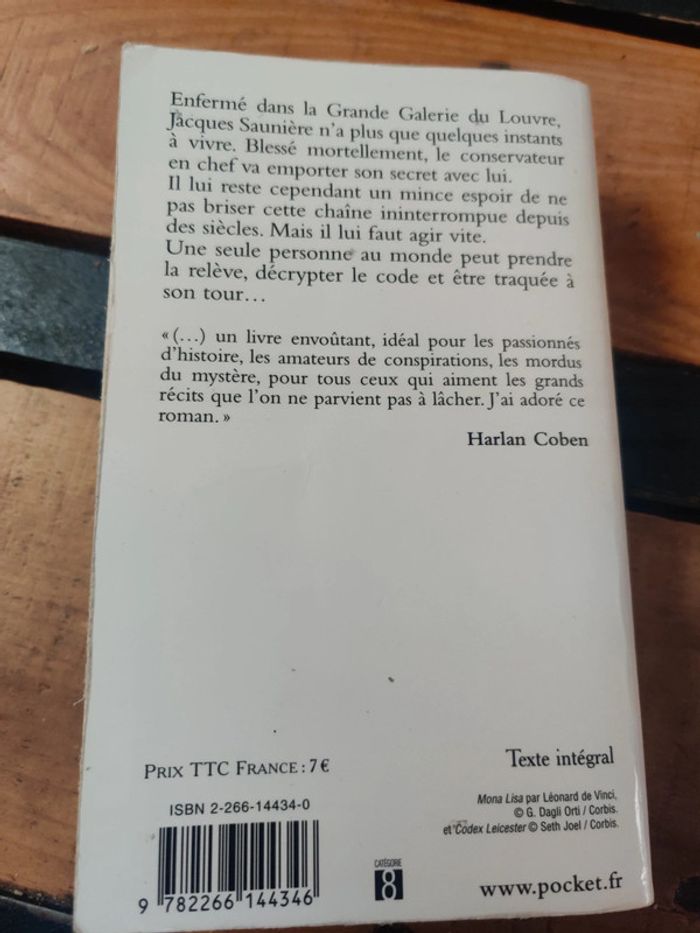 Enfermé dans la Grande Galerie du Louvre,
Jacques Saunière n'a plus que quelques instants
à vivre. Blessé mortellement, le conservateur
en chef va emporter son secret avec lui.
Il lui reste cependant un mince espoir de ne
pas briser cette chaîne ininterrompue depuis
des siècles. Mais il lui faut agir vite.
Une seule personne au monde peut prendre
la relève, décrypter le code et être traquée à
son tour…
« (…) un livre envoûtant, idéal pour les passionnés
d'histoire, les amateurs de conspirations, les mordus
du mystère, pour tous ceux qui aiment les grands
récits que l'on ne parvient pas à lâcher. J'ai adoré ce
roman. »
Harlan Coben
PRIX TTC FRANCE : 7 €
Texte intégral
ISBN 2-266-14434-0
Mona Lisa par Léonard de Vinci,
© G. Dagli Orti / Corbis.
et Codex Leicester © Seth Joel / Corbis.
CATÉGORIE
8
9 782266 144346
www.pocket.fr